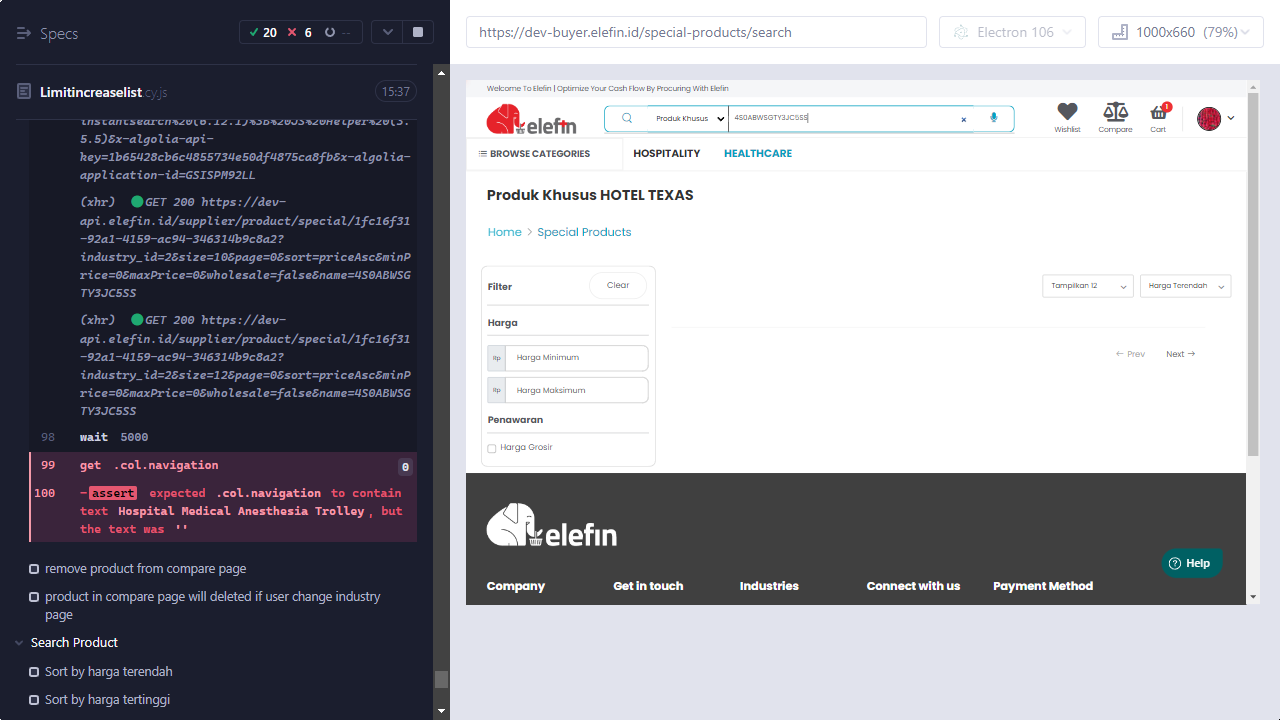 Specs
20
6
--
Limitincreaselist.cy.js
15:37
instantsearch%20(6.12.1)%3B%20JS%20Helper%20(3.
5.5)&x-algolia-api-
key=1b65428cb6c4855734e50df4875ca8fb&x-algolia-
application-id=GSISPM92LL
(xhr) GET 200 https://dev-
api.elefin.id/supplier/product/special/1fc16f31
-92a1-4159-ac94-346314b9c8a2?
industry_id=2&size=10&page=0&sort=priceAsc&minP
rice=0&maxPrice=0&wholesale=false&name=4S0ABWSG
TY3JC5SS
(xhr) GET 200 https://dev-
api.elefin.id/supplier/product/special/1fc16f31
-92a1-4159-ac94-346314b9c8a2?
industry_id=2&size=12&page=0&sort=priceAsc&minP
rice=0&maxPrice=0&wholesale=false&name=4S0ABWSG
TY3JC5SS
98 wait 5000
99 get .col.navigation 0
100 -assert expected .col.navigation to contain
text Hospital Medical Anesthesia Trolley, but
the text was ''
remove product from compare page
product in compare page will deleted if user change industry
page
Search Product
Sort by harga terendah
Sort by harga tertinggi
https://dev-buyer.elefin.id/special-products/search
Electron 106
1000x660 (79%)
Welcome To Elefin | Optimize Your Cash Flow By Procuring With Elefin
elefin
Produk Khusus
4S0ABWSGTY3JC5SS
x
Wishlist
Compare
1
Cart
BROWSE CATEGORIES
HOSPITALITY
HEALTHCARE
Produk Khusus HOTEL TEXAS
Home > Special Products
Filter
Clear
Tampilkan 12
Harga Terendah
Harga
Rp Harga Minimum
Rp Harga Maksimum
← Prev
Next →
Penawaran
Harga Grosir
elefin
Help
Company
Get in touch
Industries
Connect with us
Payment Method